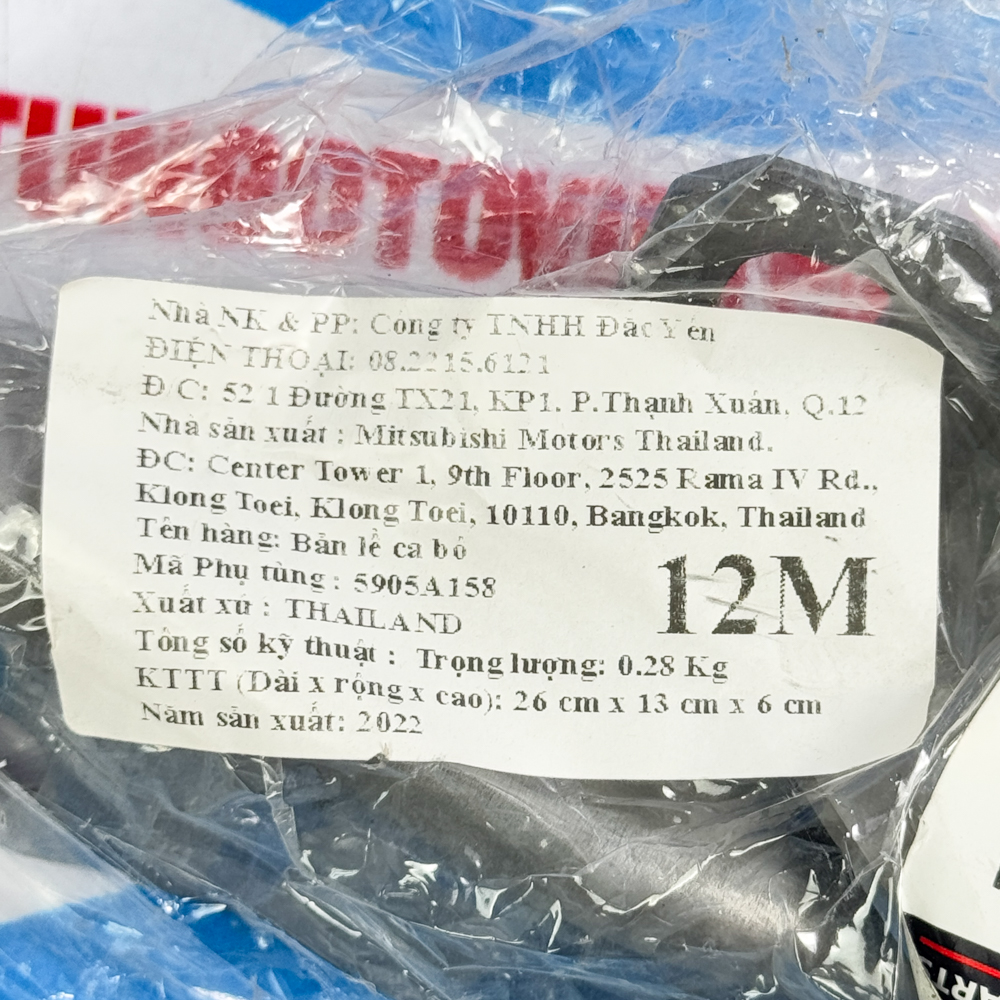 Nhà NK & PP: Công ty TNHH Đắc Yến
ĐIỆN THOẠI: 08.2215.6121
Đ/C: 52/1 Đường TX21, KP1, P.Thạnh Xuân, Q.12
Nhà sản xuất : Mitsubishi Motors Thailand.
ĐC: Center Tower 1, 9th Floor, 2525 Rama IV Rd.,
Klong Toei, Klong Toei, 10110, Bangkok, Thailand
Tên hàng: Bản lề ca bô
Mã Phụ tùng : 5905A158
12M
Xuất xứ : THAILAND
Tông số kỹ thuật : Trọng lượng: 0.28 Kg
KTTT (Dài x rộng x cao): 26 cm x 13 cm x 6 cm
Năm sản xuất: 2022